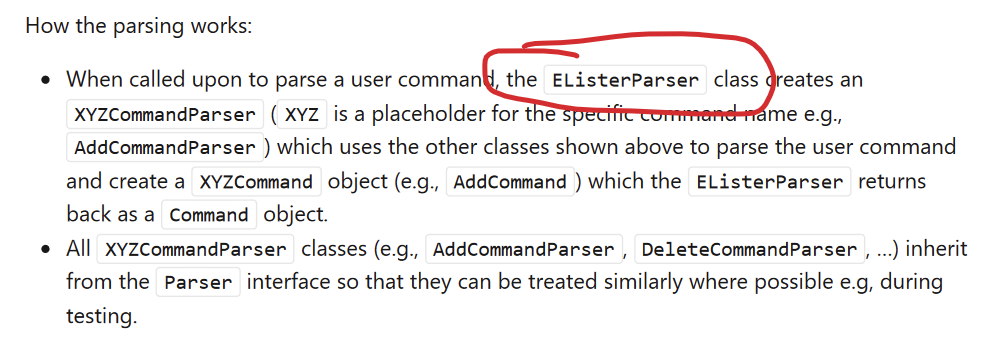 How the parsing works:
When called upon to parse a user command, the EListerParser class creates an
XYZCommandParser ( XYZ is a placeholder for the specific command name e.g.,
AddCommandParser ) which uses the other classes shown above to parse the user command
and create a XYZCommand object (e.g., AddCommand ) which the EListerParser returns
back as a Command object.
All XYZCommandParser classes (e.g., AddCommandParser , DeleteCommandParser , ...) inherit
from the Parser interface so that they can be treated similarly where possible e.g, during
testing.